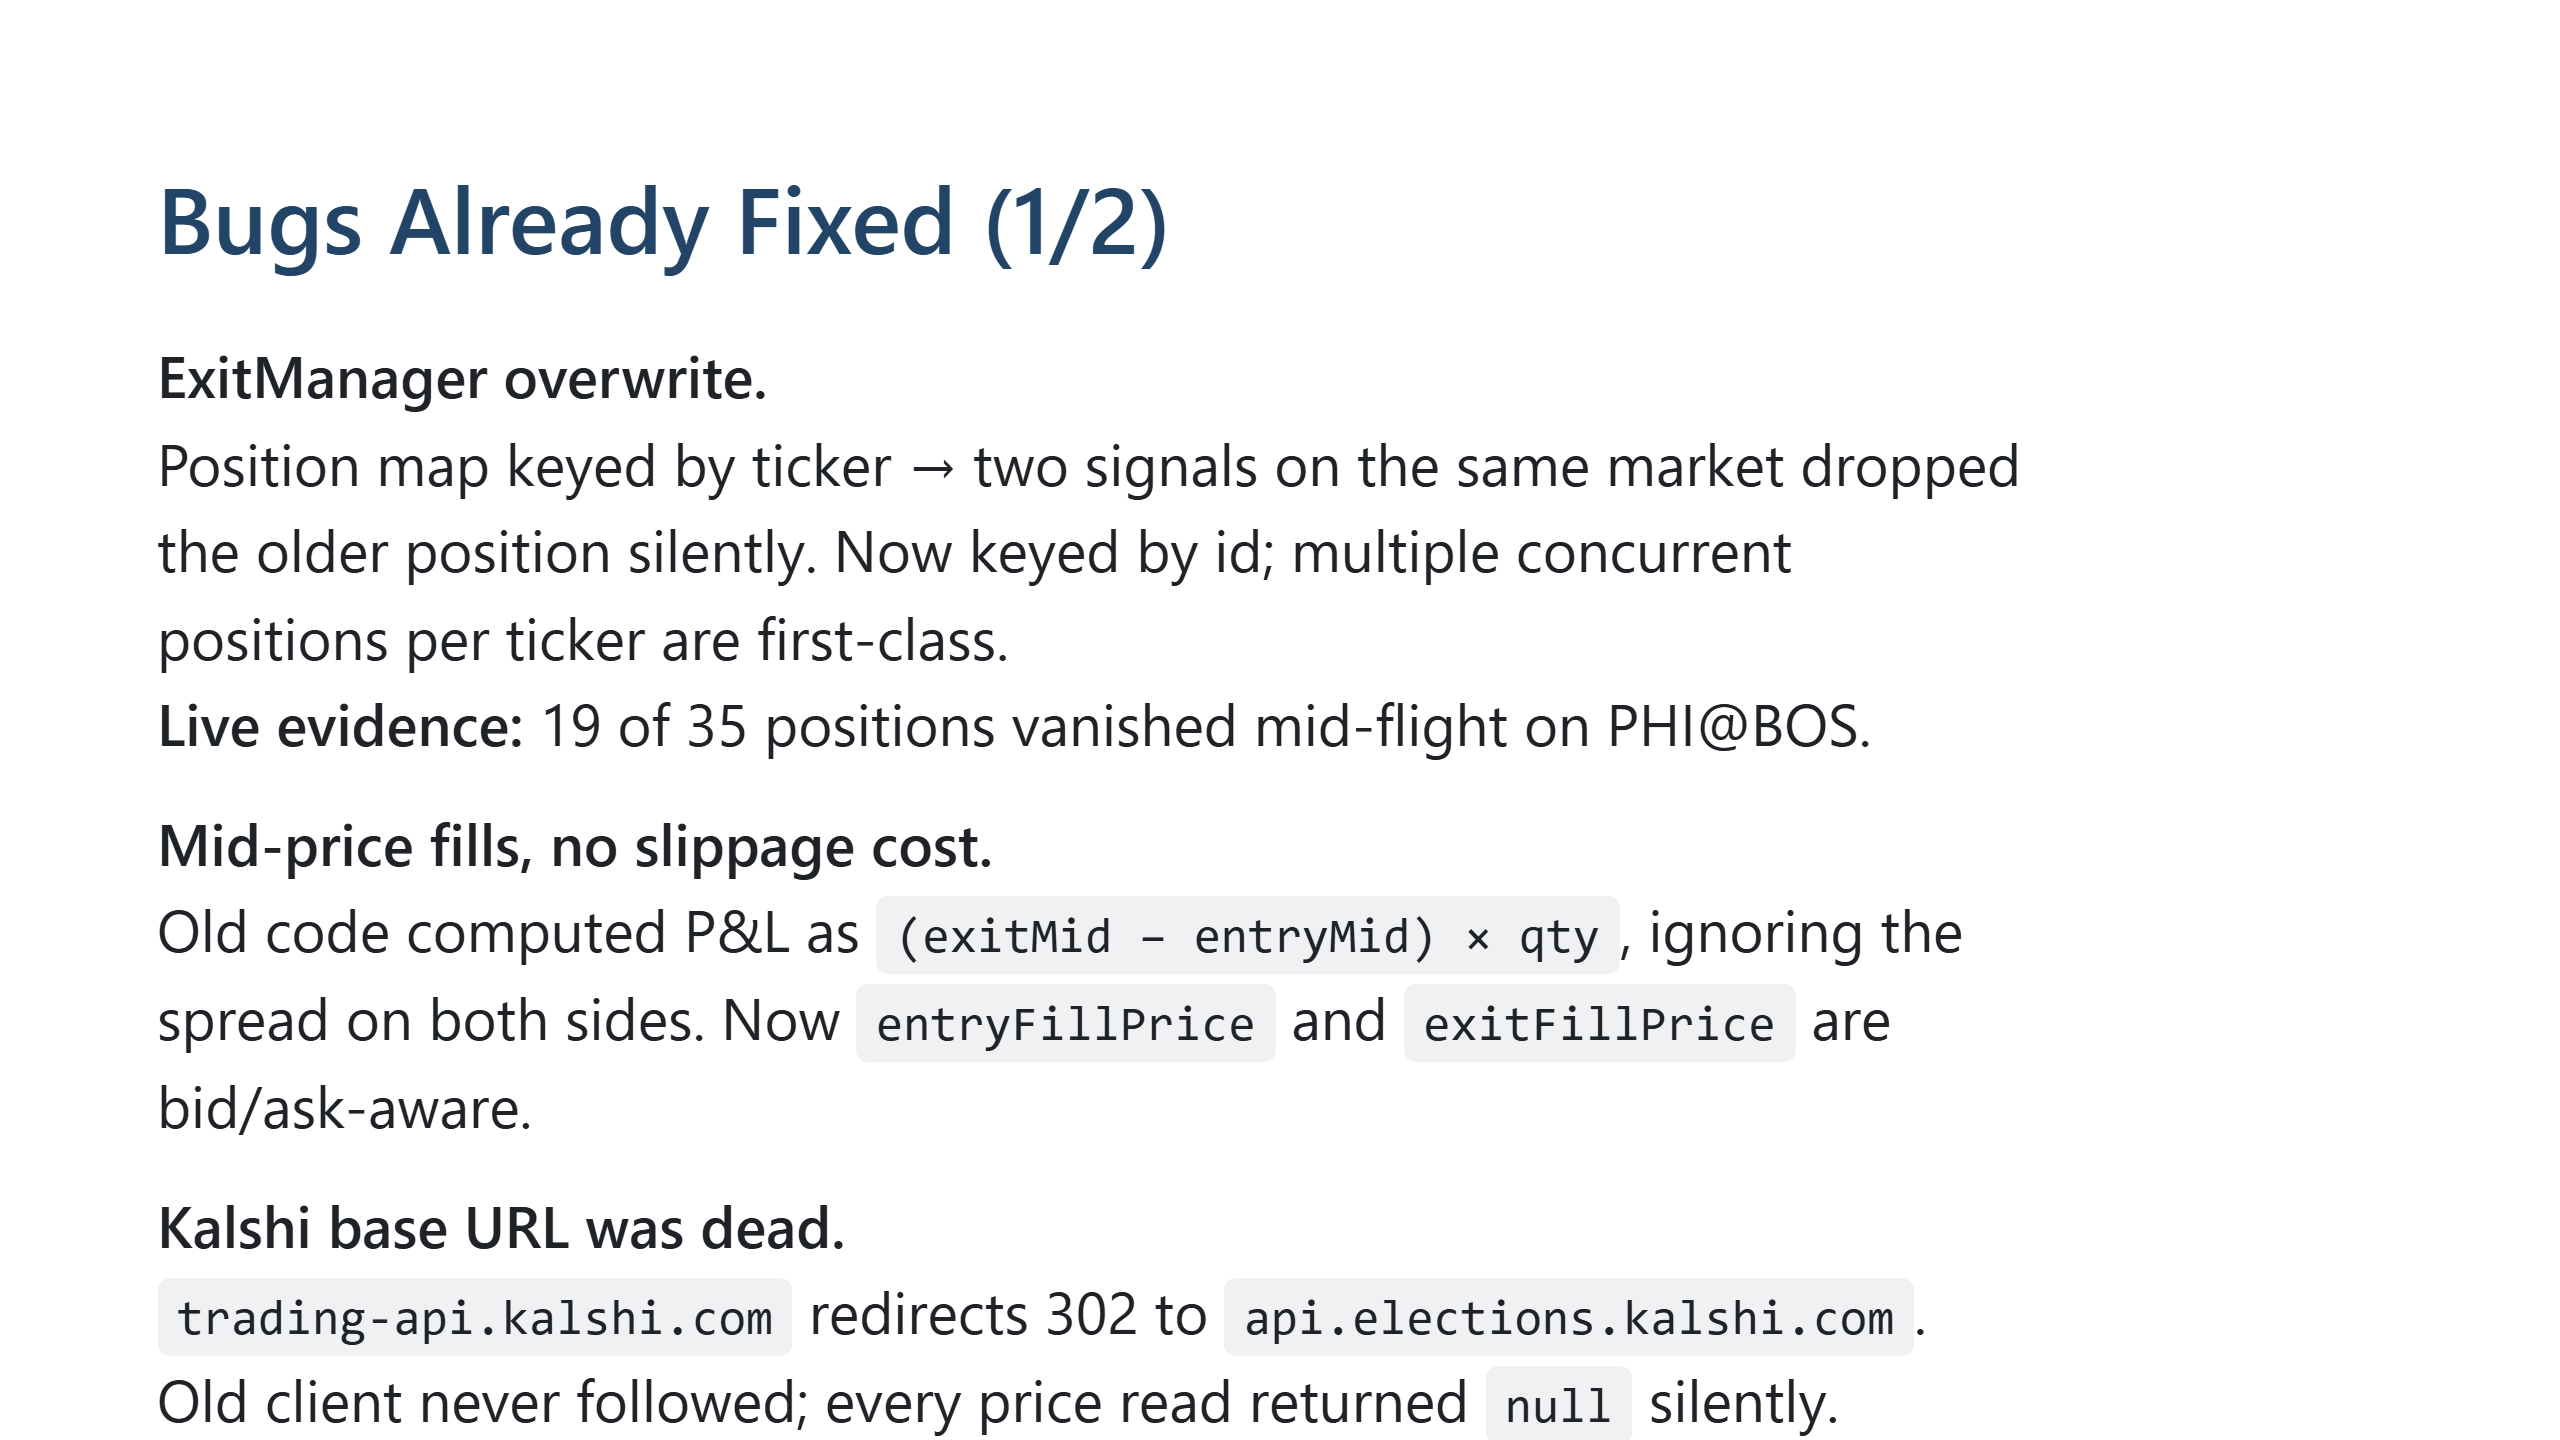 Bugs Already Fixed (1/2)
ExitManager overwrite.
Position map keyed by ticker → two signals on the same market dropped
the older position silently. Now keyed by id; multiple concurrent
positions per ticker are first-class.
Live evidence: 19 of 35 positions vanished mid-flight on PHI@BOS.
Mid-price fills, no slippage cost.
Old code computed P&L as (exitMid – entryMid) × qty, ignoring the
spread on both sides. Now entryFillPrice and exitFillPrice are
bid/ask-aware.
Kalshi base URL was dead.
trading-api.kalshi.com redirects 302 to api.elections.kalshi.com.
Old client never followed; every price read returned null silently.